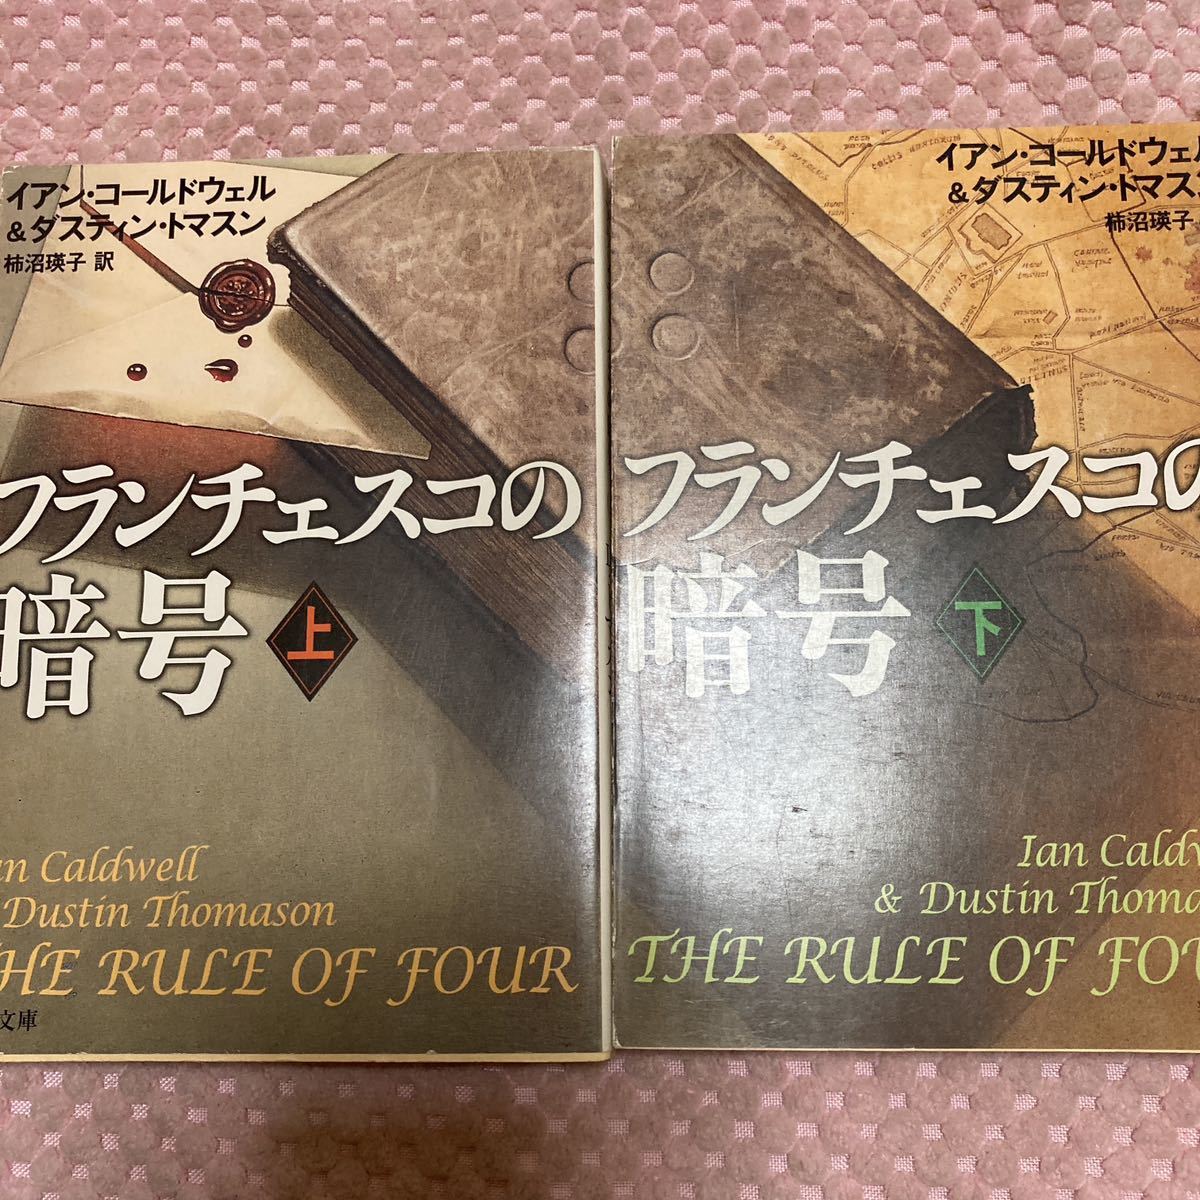 イアン・コールドウェル
&ダスティン・トマスン
柿沼瑛子 訳
フランチェスコの
暗号 上
an Caldwell
Dustin Thomason
HE RULE OF FOUR
文庫
イアン・コールドウェル
&ダスティン・トマスン
柿沼瑛子
フランチェスコの
暗号 下
Ian Caldw
& Dustin Thoma
THE RULE OF FOU